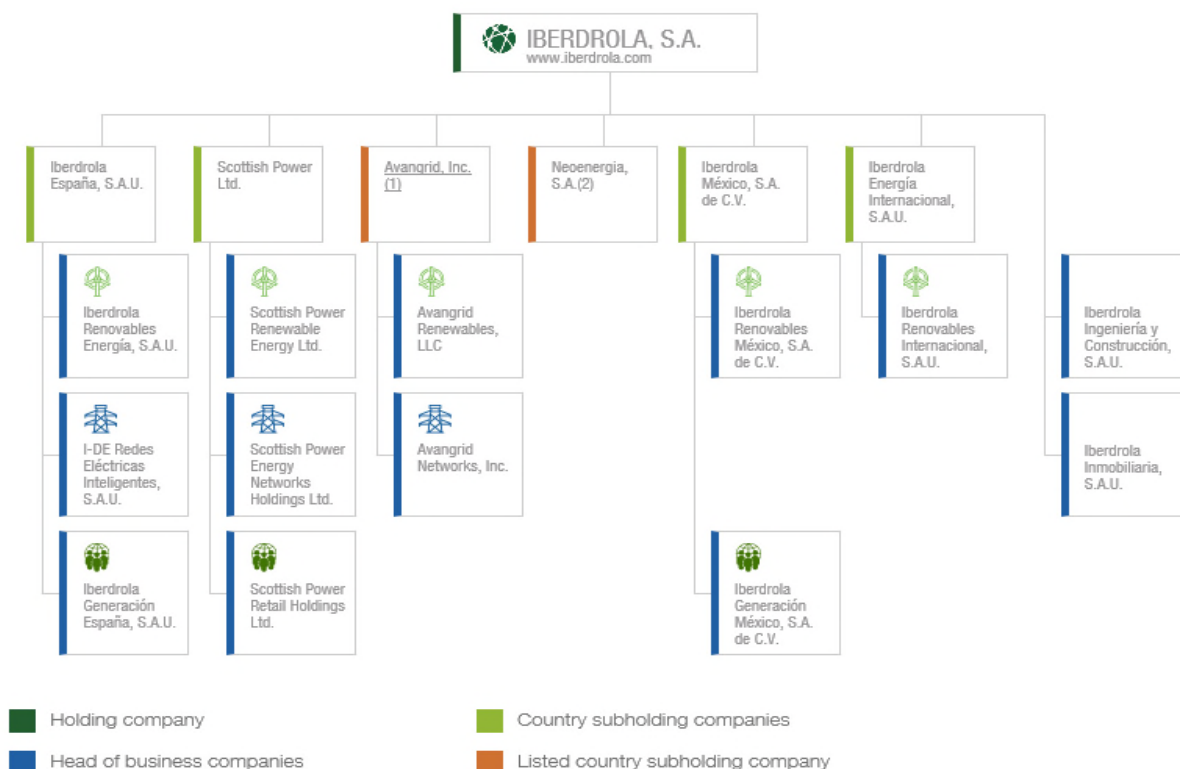 IBERDROLA, S.A.
www.iberdrola.com
Iberdrola
España, S.A.U.
Scottish Power
Ltd.
Avangrid, Inc.
(1)
Neoenergia,
S.A.(2)
Iberdrola
México, S.A.
de C.V.
Iberdrola
Energía
Internacional,
S.A.U.
Iberdrola
Renovables
Energía, S.A.U.
Scottish Power
Renewable
Energy Ltd.
Avangrid
Renewables,
LLC
Iberdrola
Renovables
México, S.A.
de C.V.
Iberdrola
Renovables
Internacional,
S.A.U.
Iberdrola
Ingeniería y
Construcción,
S.A.U.
I-DE Redes
Eléctricas
Inteligentes,
S.A.U.
Scottish Power
Energy
Networks
Holdings Ltd.
Avangrid
Networks, Inc.
Iberdrola
Inmobiliaria,
S.A.U.
Iberdrola
Generación
España, S.A.U.
Scottish Power
Retail Holdings
Ltd.
Iberdrola
Generación
México, S.A.
de C.V.
Holding company
Country subholding companies
Head of business companies
Listed country subholding company